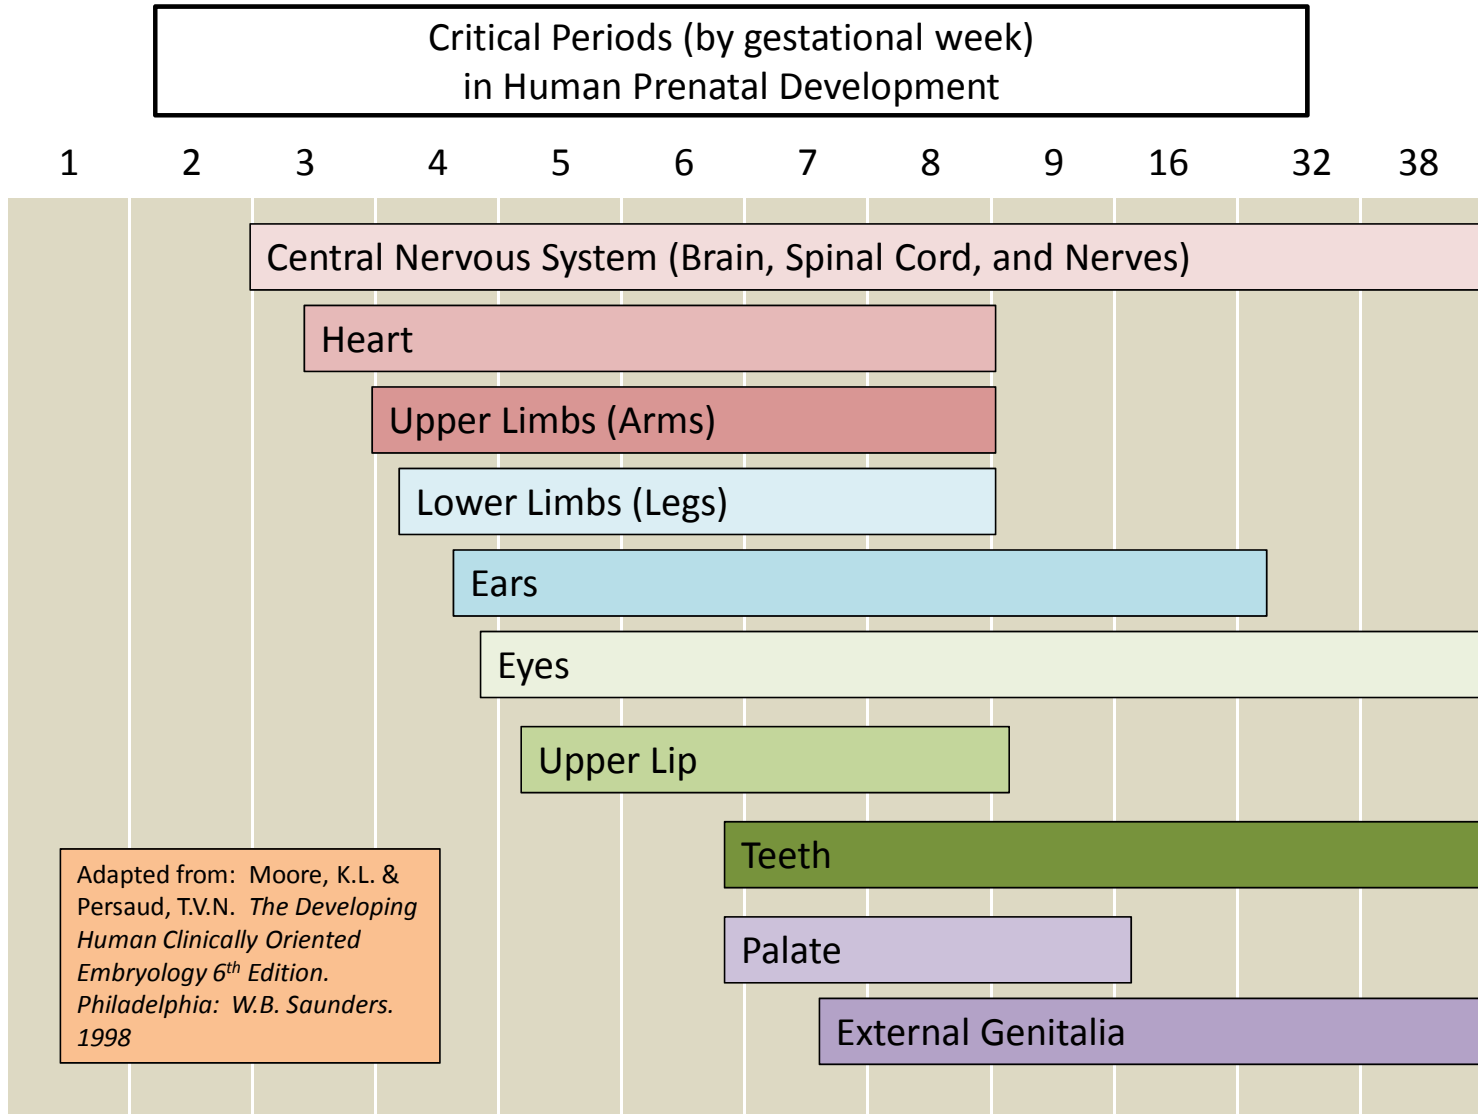 Critical Periods (by gestational week)
in Human Prenatal Development
1 2 3 4 5 6 7 8 9 16 32 38
Central Nervous System (Brain, Spinal Cord, and Nerves)
Heart
Upper Limbs (Arms)
Lower Limbs (Legs)
Ears
Eyes
Upper Lip
Teeth
Palate
External Genitalia
Adapted from: Moore, K.L. &
Persaud, T.V.N. The Developing
Human Clinically Oriented
Embryology 6th Edition.
Philadelphia: W.B. Saunders.
1998